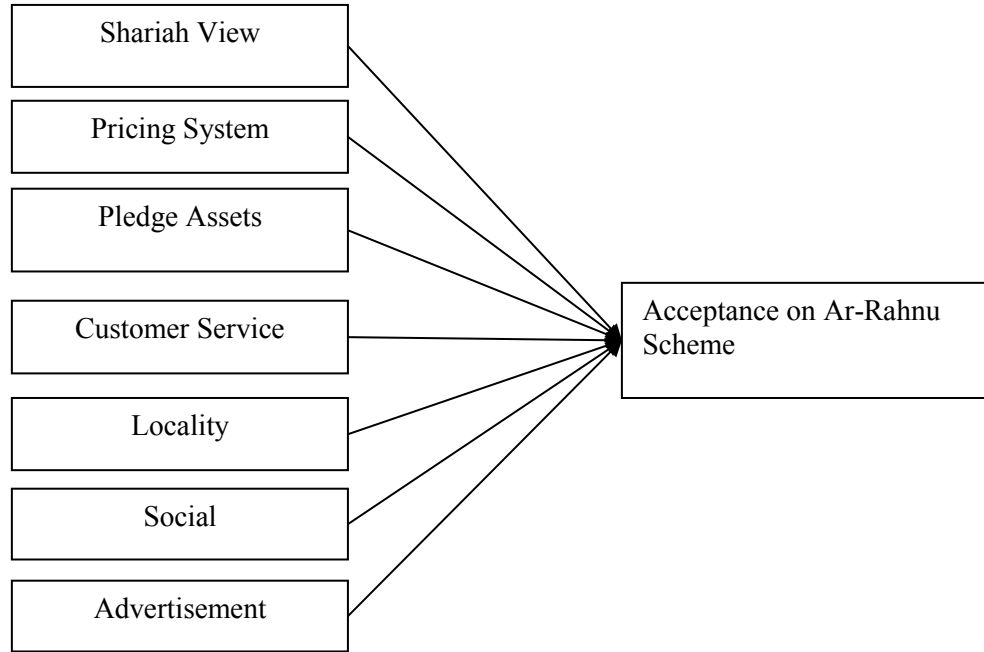 Shariah View
Pricing System
Pledge Assets
Customer Service
Locality
Social
Advertisement
Acceptance on Ar-Rahnu
Scheme